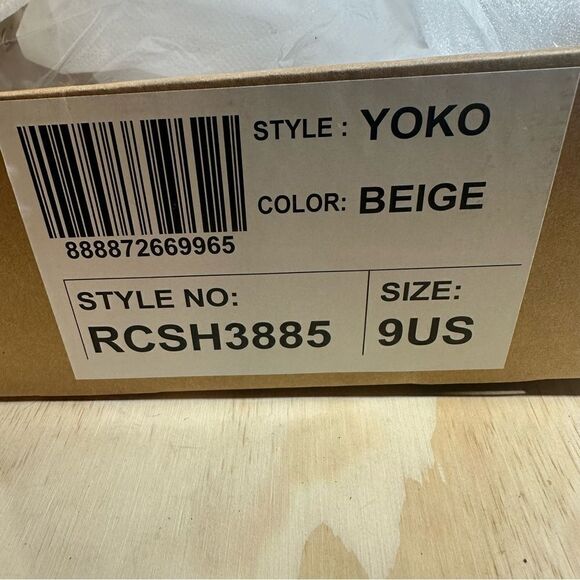 STYLE : YOKO
COLOR: BEIGE
888872669965
STYLE NO:
RCSH3885
SIZE:
9US